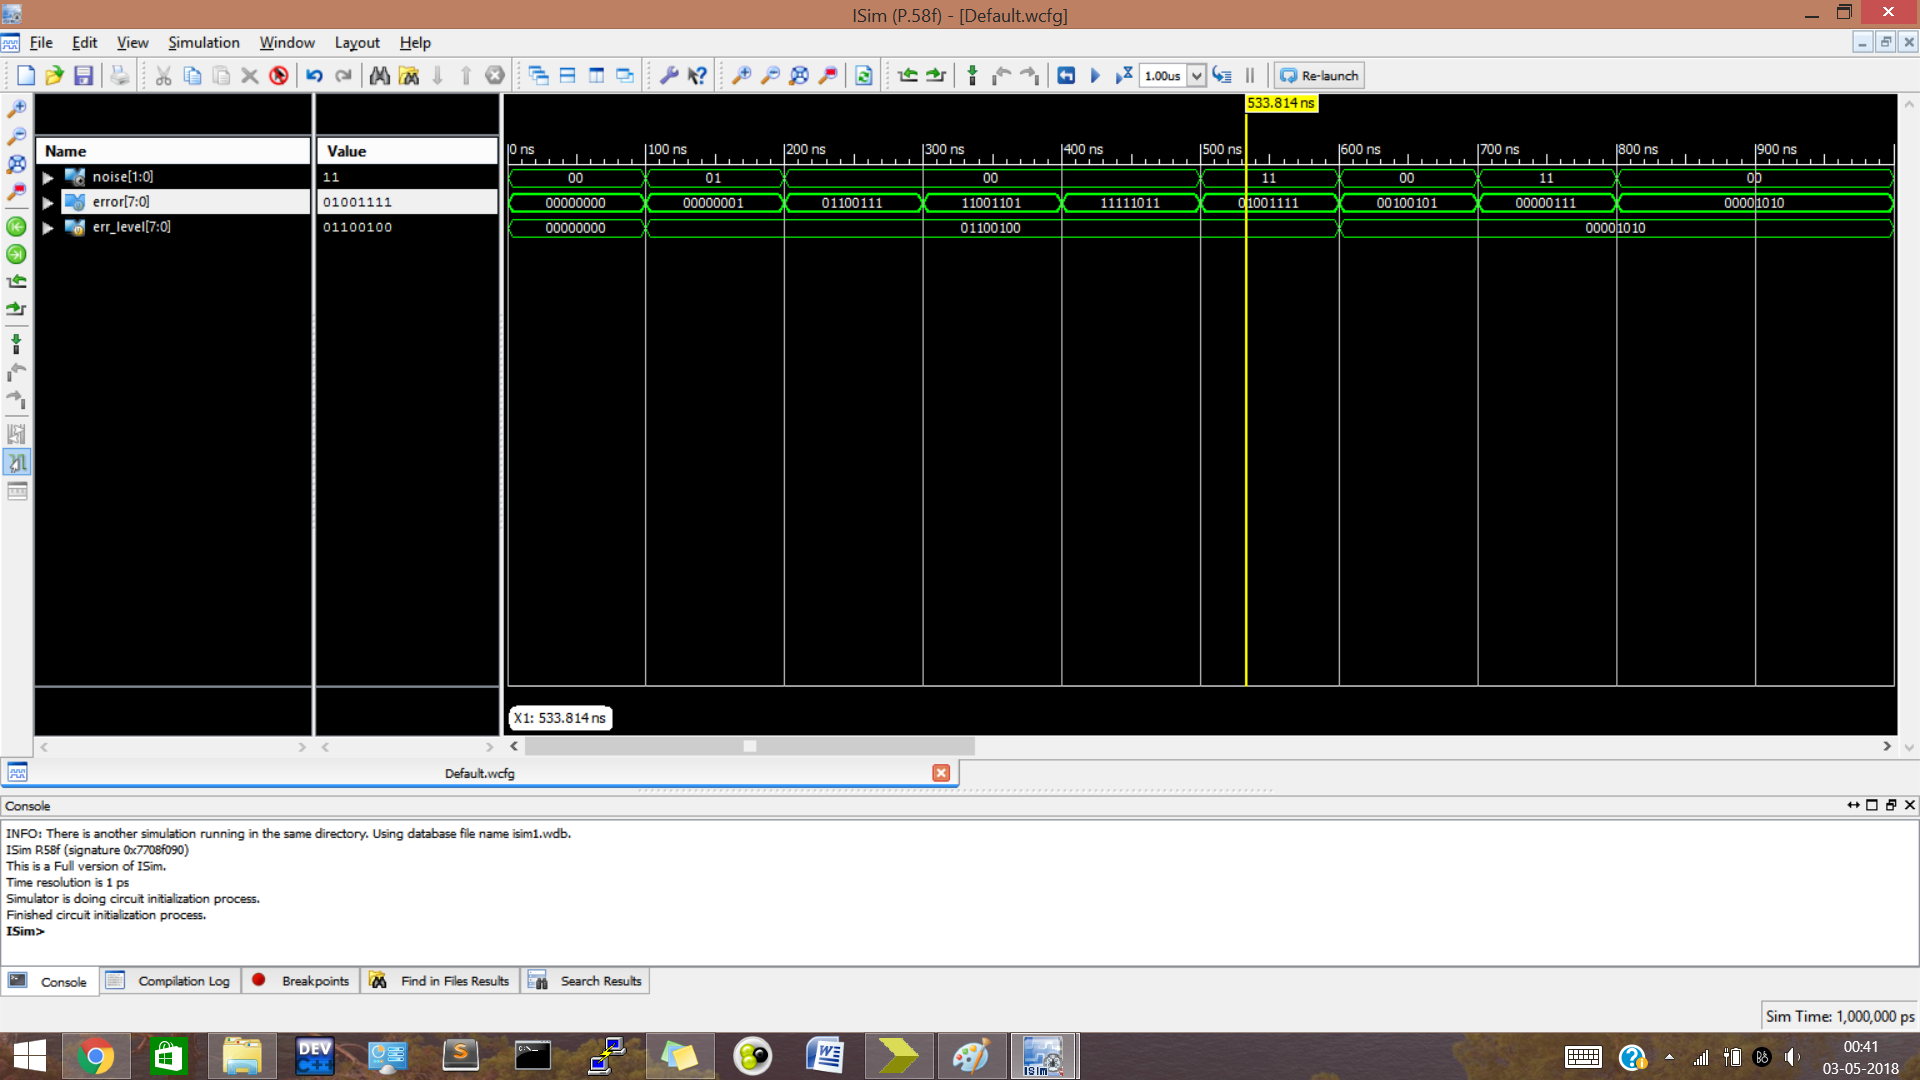 ISim (P.58f) - [Default.wcfg]
File Edit View Simulation Window Layout Help
1.00us Re-launch
533.814 ns
Name Value
0 ns 100 ns 200 ns 300 ns 400 ns 500 ns 600 ns 700 ns 800 ns 900 ns
noise[1:0] 11 00 01 00 11 00 11 00
error[7:0] 01001111 00000000 00000001 01100111 11001101 11111011 01001111 00100101 00000111 00001010
err_level[7:0] 01100100 00000000 01100100 00001010
X1: 533.814 ns
Default.wcfg
Console
INFO: There is another simulation running in the same directory. Using database file name isim1.wdb.
ISim P.58f (signature 0x7708f090)
This is a Full version of ISim.
Time resolution is 1 ps
Simulator is doing circuit initialization process.
Finished circuit initialization process.
ISim>
Console Compilation Log Breakpoints Find in Files Results Search Results
Sim Time: 1,000,000 ps
DEV C++ S W ISim
00:41
03-05-2018